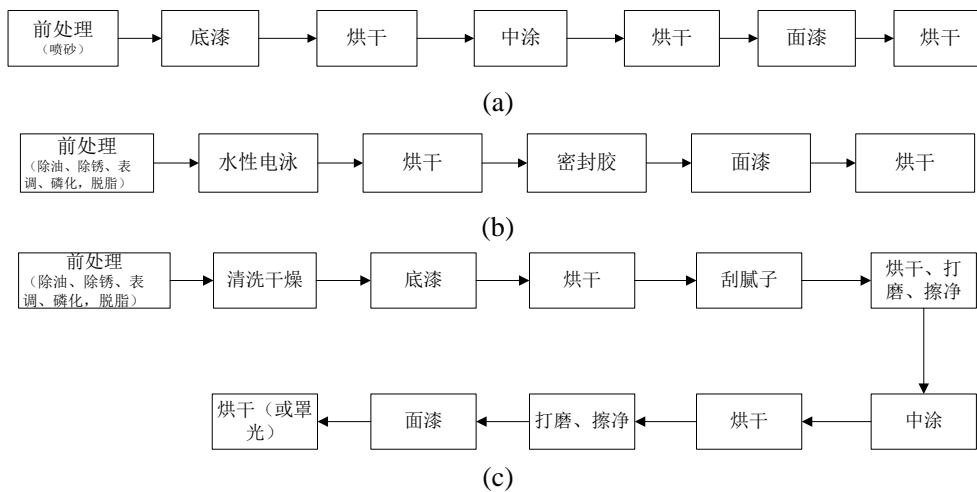 前处理
（喷砂）
底漆
烘干
中涂
烘干
面漆
烘干
(a)
前处理
（除油、除锈、表
调、磷化，脱脂）
水性电泳
烘干
密封胶
面漆
烘干
(b)
前处理
（除油、除锈、表
调、磷化，脱脂）
清洗干燥
底漆
烘干
刮腻子
烘干、打
磨、擦净
中涂
烘干
打磨、擦净
面漆
烘干（或罩
光）
(c)